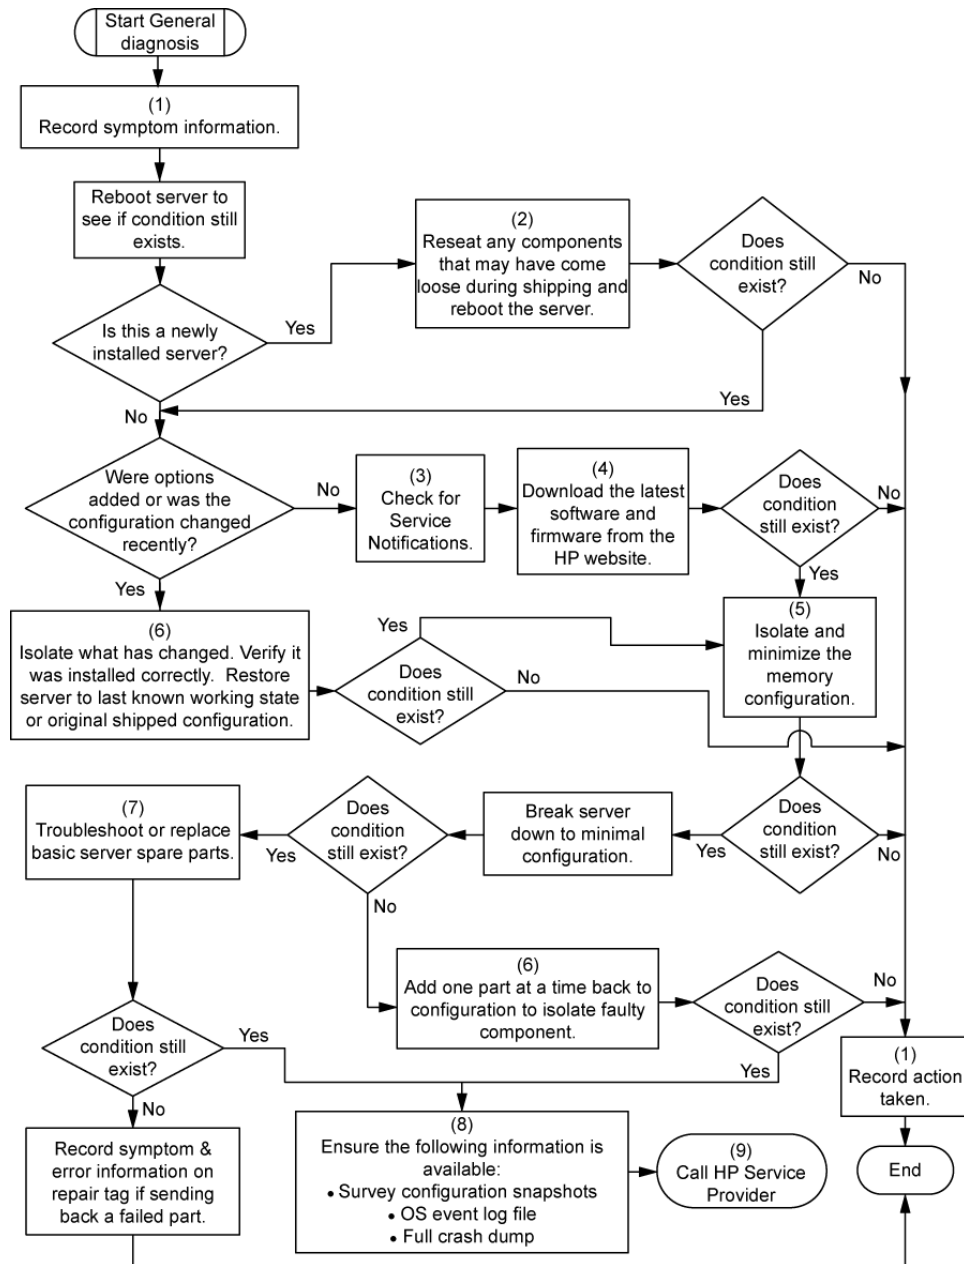 Start General
diagnosis
(1)
Record symptom information.
Reboot server to
see if condition still
exists.
(2)
Reseat any components
that may have come
loose during shipping and
reboot the server.
Does
condition still
exist?
No
Yes
Is this a newly
installed server?
Yes
No
Were options
added or was the
configuration changed
recently?
No
(3)
Check for
Service
Notifications.
(4)
Download the latest
software and
firmware from the
HP website.
Does
condition
still exist?
No
Yes
Yes
(6)
Isolate what has changed. Verify it
was installed correctly. Restore
server to last known working state
or original shipped configuration.
Yes
Does
condition still
exist?
No
(5)
Isolate and
minimize the
memory
configuration.
(7)
Troubleshoot or replace
basic server spare parts.
Yes
Does
condition
still exist?
No
Break server
down to minimal
configuration.
Yes
Does
condition
still exist?
No
(6)
Add one part at a time back to
configuration to isolate faulty
component.
Does
condition still
exist?
No
Yes
Does
condition still
exist?
Yes
No
(1)
Record action
taken.
Record symptom &
error information on
repair tag if sending
back a failed part.
(8)
Ensure the following information is
available:
• Survey configuration snapshots
• OS event log file
• Full crash dump
(9)
Call HP Service
Provider
End